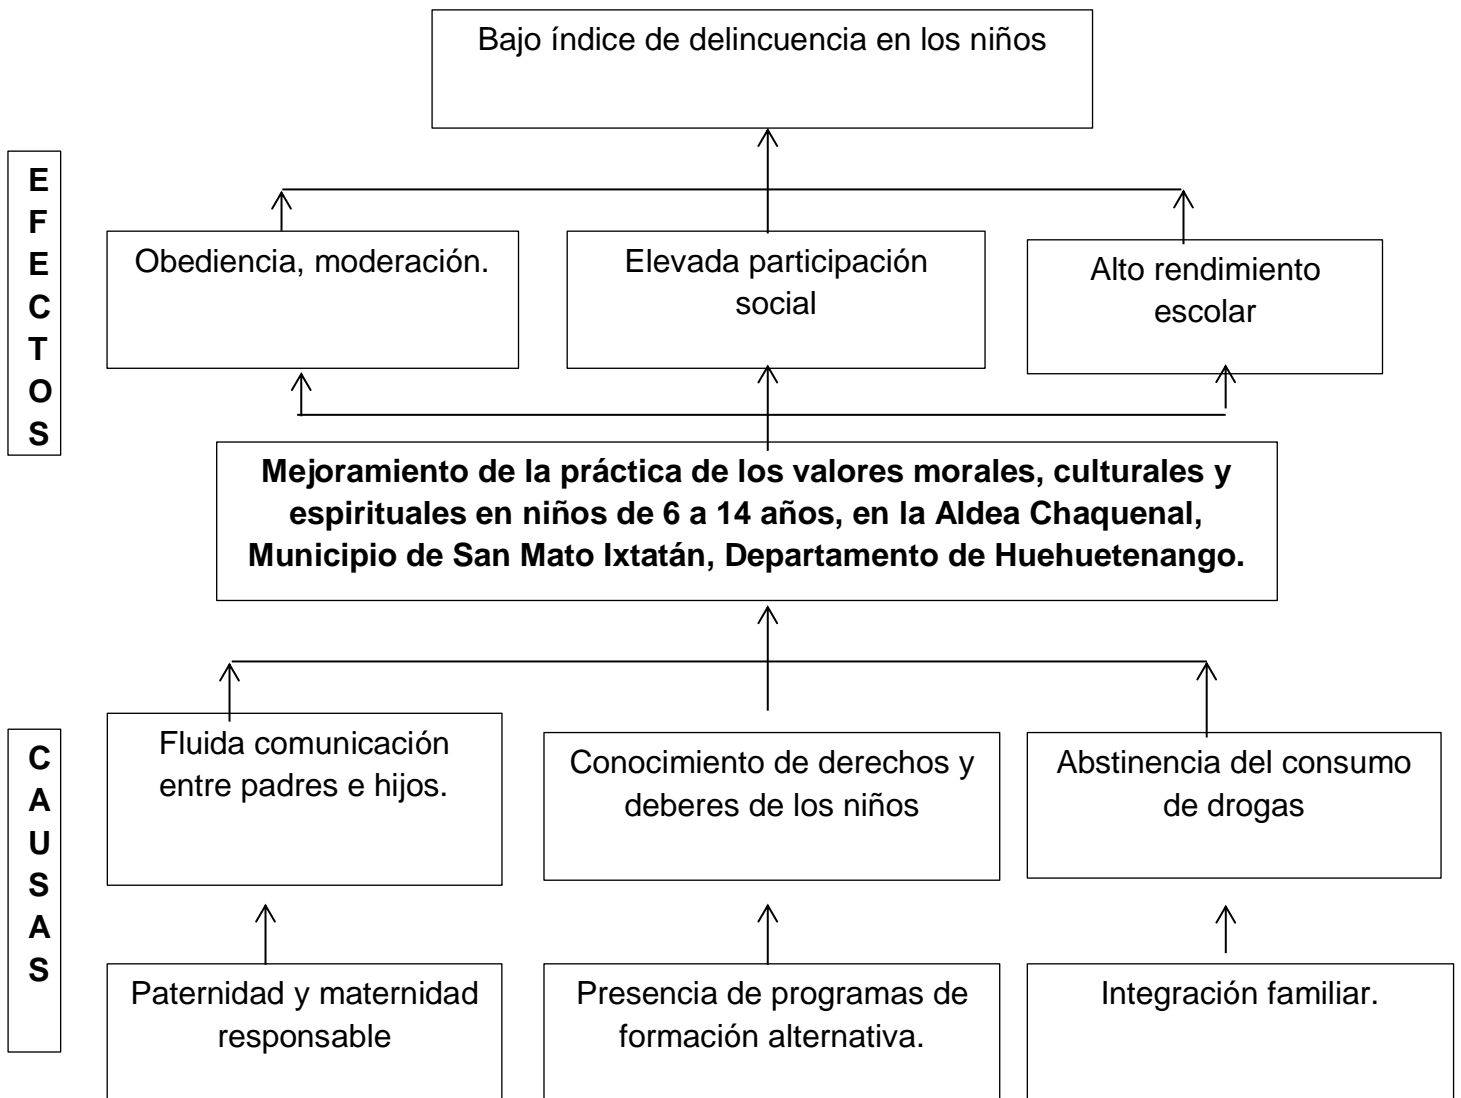 Bajo índice de delincuencia en los niños
E
F
E
C
T
O
S
Obediencia, moderación.
Elevada participación
social
Alto rendimiento
escolar
Mejoramiento de la práctica de los valores morales, culturales y
espirituales en niños de 6 a 14 años, en la Aldea Chaquenal,
Municipio de San Mato Ixtatán, Departamento de Huehuetenango.
C
A
U
S
A
S
Fluida comunicación
entre padres e hijos.
Conocimiento de derechos y
deberes de los niños
Abstinencia del consumo
de drogas
Paternidad y maternidad
responsable
Presencia de programas de
formación alternativa.
Integración familiar.